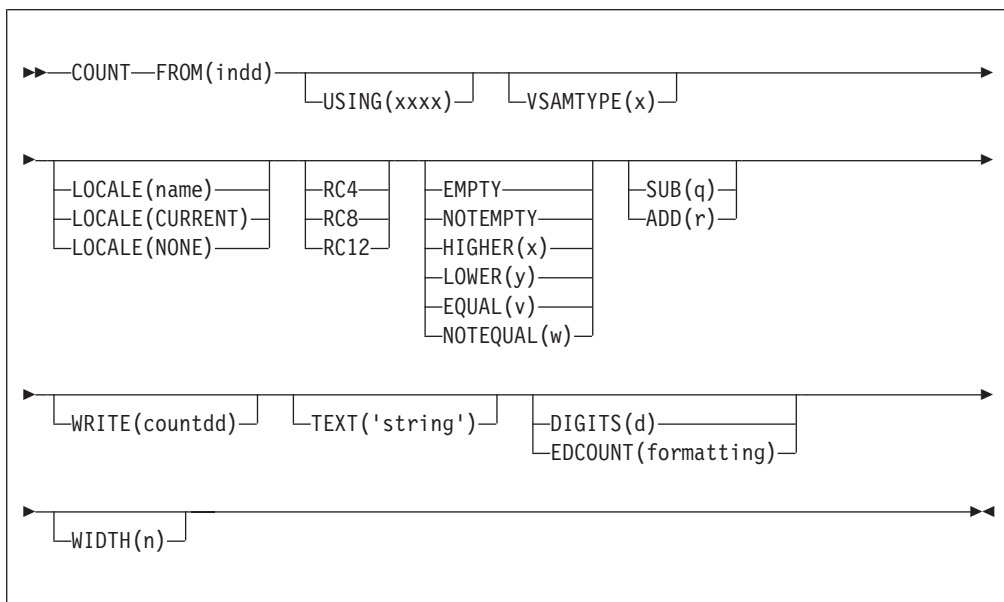 COUNT FROM(indd)
USING(xxxx) VSAMTYPE(x)
LOCALE(name) RC4 EMPTY SUB(q)
LOCALE(CURRENT) RC8 NOTEMPTY ADD(r)
LOCALE(NONE) RC12 HIGHER(x)
LOWER(y)
EQUAL(v)
NOTEQUAL(w)
WRITE(countdd) TEXT('string') DIGITS(d)
EDCOUNT(formatting)
WIDTH(n)